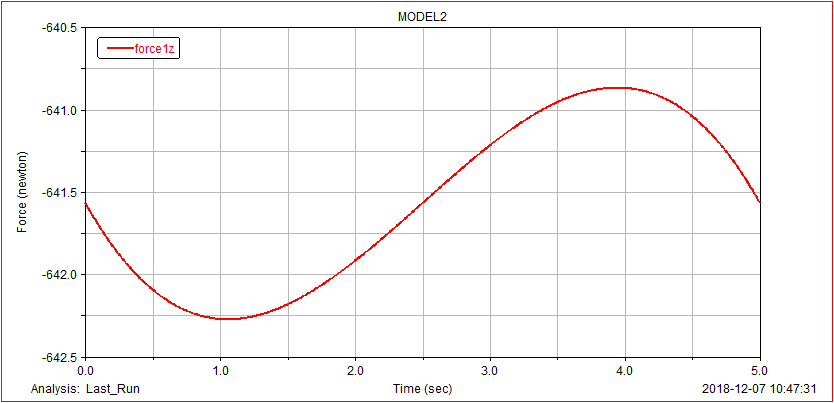 MODEL2
force1z
Force (newton)
-640.5
-641.0
-641.5
-642.0
-642.5
0.0 1.0 2.0 3.0 4.0 5.0
Analysis: Last_Run Time (sec) 2018-12-07 10:47:31